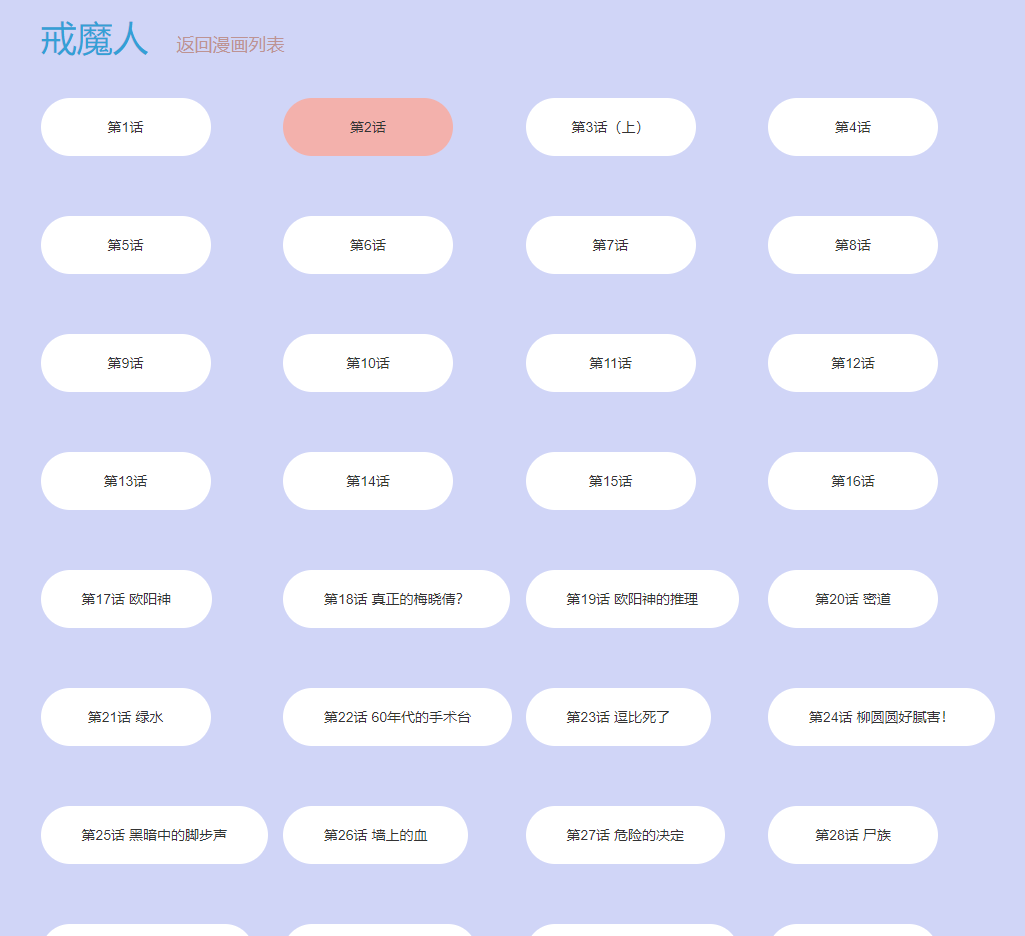 戒魔人 返回漫画列表
第1话 第2话 第3话（上） 第4话
第5话 第6话 第7话 第8话
第9话 第10话 第11话 第12话
第13话 第14话 第15话 第16话
第17话 欧阳神 第18话 真正的梅晓倩? 第19话 欧阳神的推理 第20话 密道
第21话 绿水 第22话 60年代的手术台 第23话 逗比死了 第24话 柳圆圆好腻害！
第25话 黑暗中的脚步声 第26话 墙上的血 第27话 危险的决定 第28话 尸族